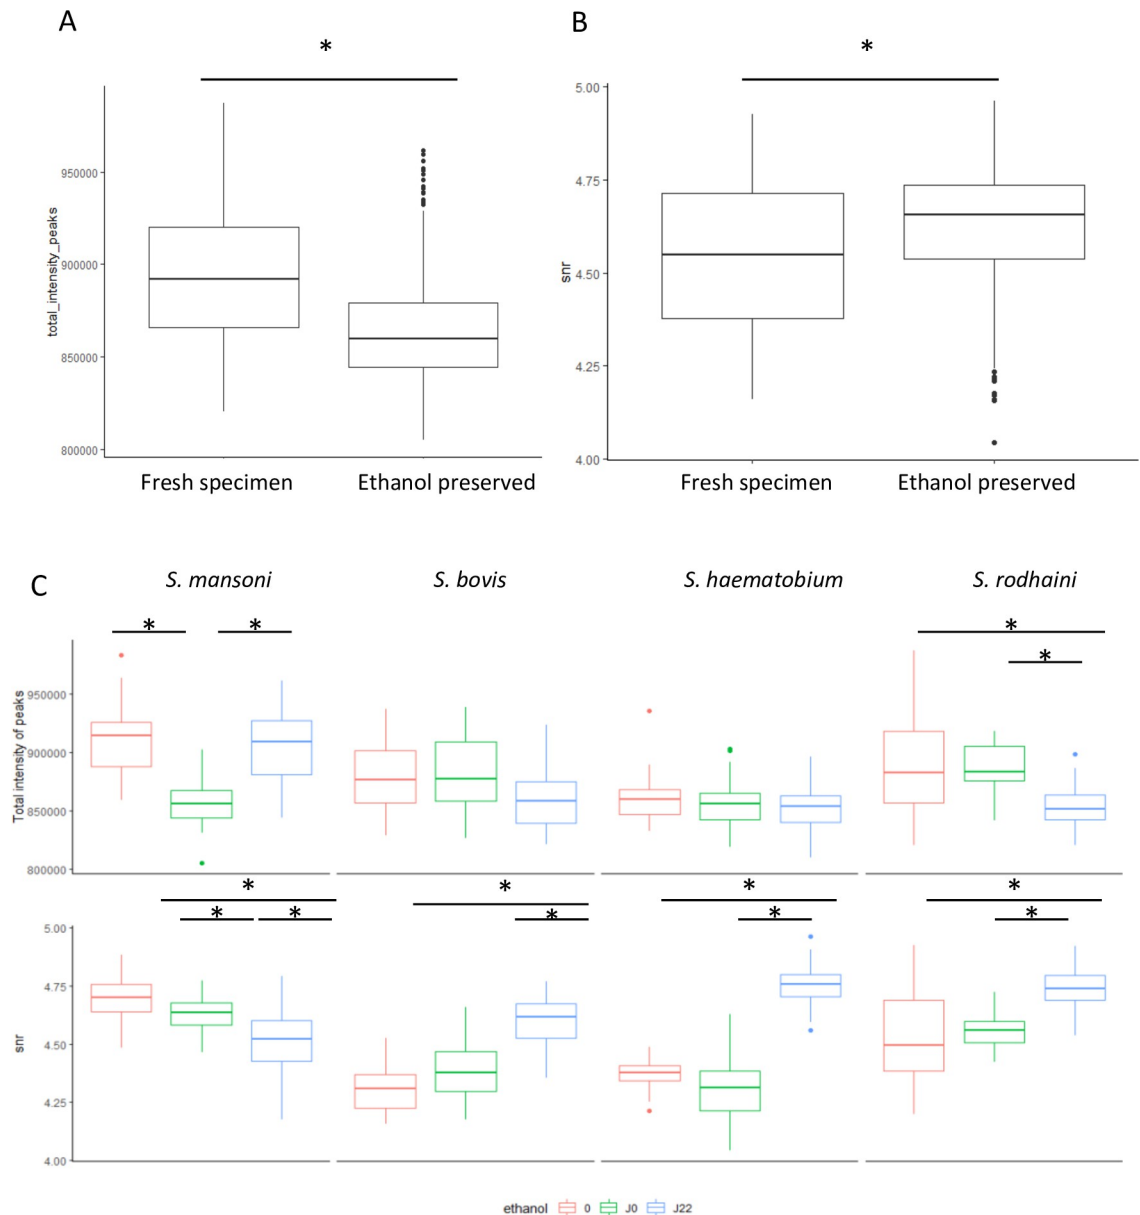 A
B
*
*
5.00
950000
4.75
900000
total_intensity_peaks
4.50
snr
850000
4.25
800000
4.00
Fresh specimen
Ethanol preserved
Fresh specimen
Ethanol preserved
C
S. mansoni
S. bovis
S. haematobium
S. rodhaini
*
*
*
*
950000
900000
Total intensity of peaks
850000
800000
*
*
*
*
*
*
*
*
*
5.00
4.75
4.50
snr
4.25
4.00
ethanol 0 J0 J22